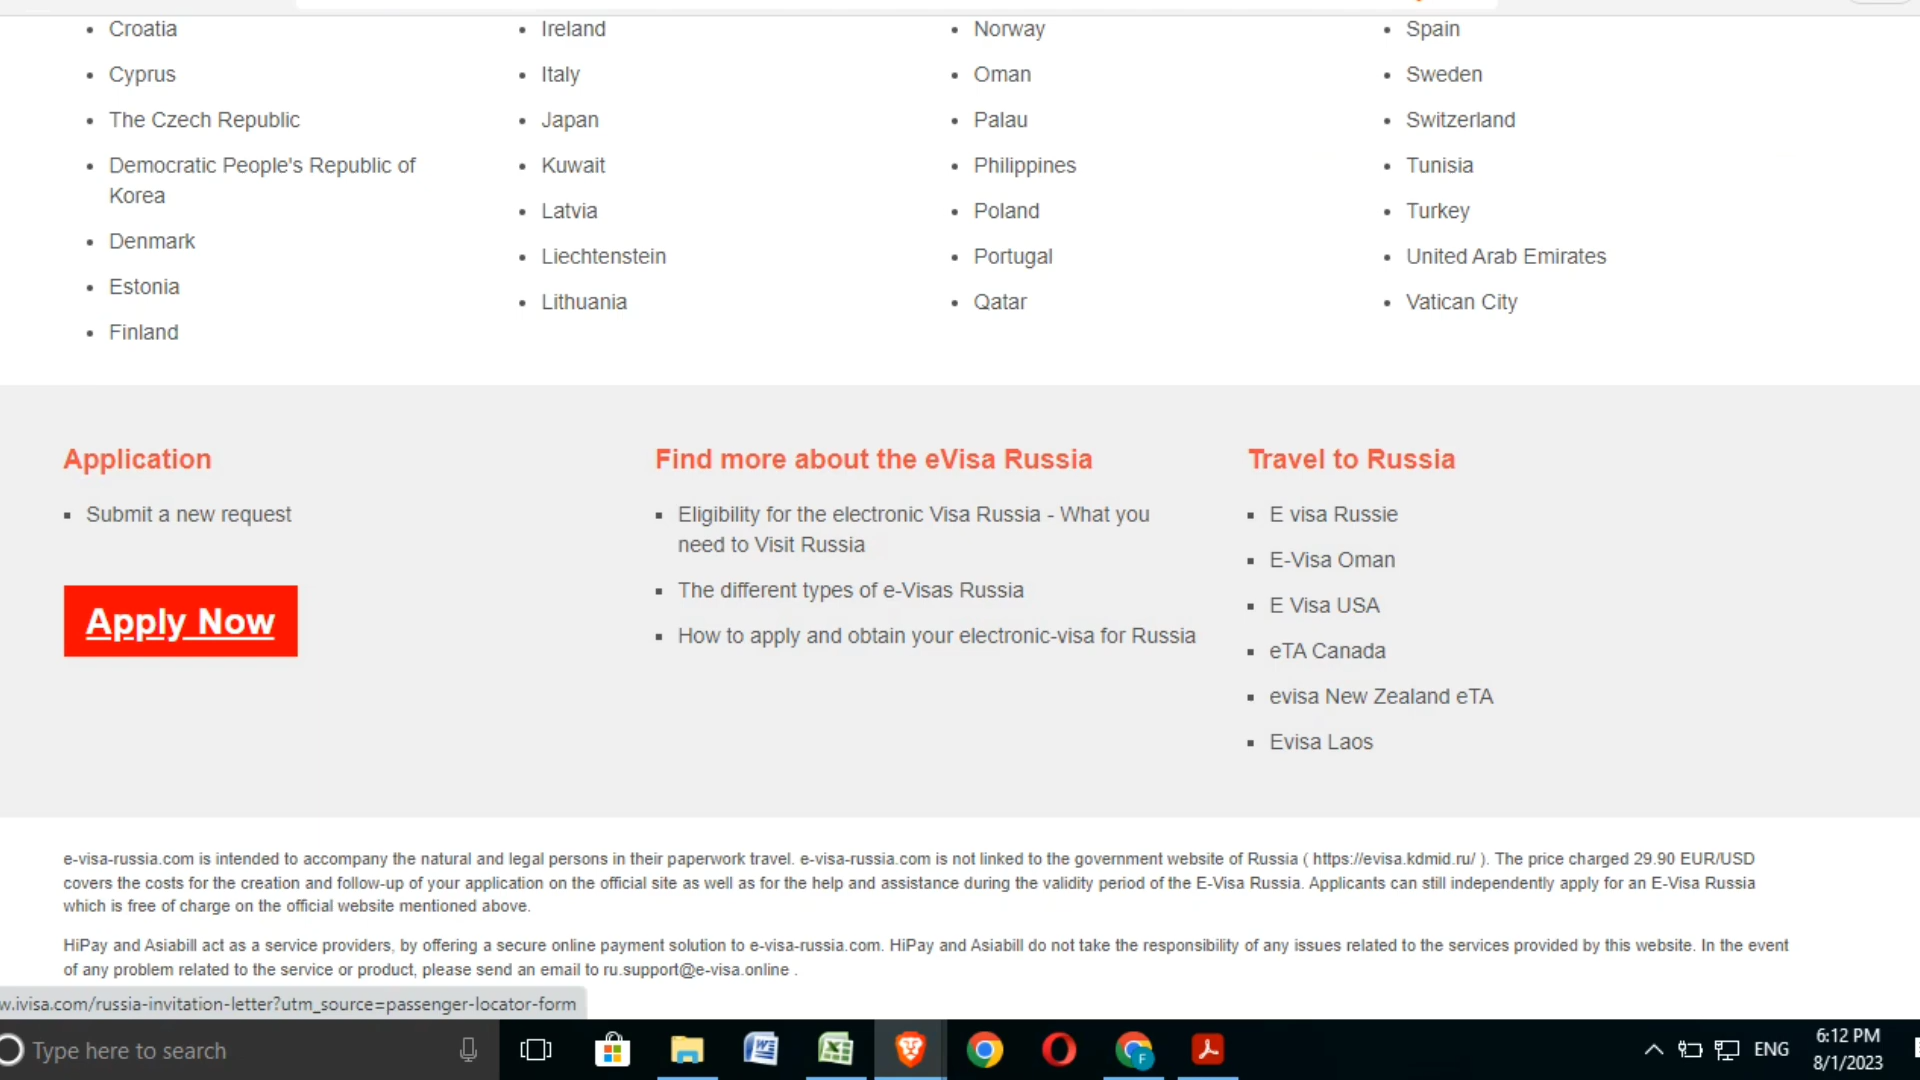 Croatia
Cyprus
The Czech Republic
Democratic People's Republic of
Korea
Denmark
Estonia
Finland
Ireland
Italy
Japan
Kuwait
Latvia
Liechtenstein
Lithuania
Norway
Oman
Palau
Philippines
Poland
Portugal
Qatar
Spain
Sweden
Switzerland
Tunisia
Turkey
United Arab Emirates
Vatican City
Application
Submit a new request
Apply Now
Find more about the eVisa Russia
Eligibility for the electronic Visa Russia - What you
need to Visit Russia
The different types of e-Visas Russia
How to apply and obtain your electronic-visa for Russia
Travel to Russia
E visa Russie
E-Visa Oman
E Visa USA
eTA Canada
evisa New Zealand eTA
Evisa Laos
e-visa-russia.com is intended to accompany the natural and legal persons in their paperwork travel. e-visa-russia.com is not linked to the government website of Russia ( https://evisa.kdmid.ru/ ). The price charged 29.90 EUR/USD
covers the costs for the creation and follow-up of your application on the official site as well as for the help and assistance during the validity period of the E-Visa Russia. Applicants can still independently apply for an E-Visa Russia
which is free of charge on the official website mentioned above.
HiPay and Asiabill act as a service providers, by offering a secure online payment solution to e-visa-russia.com. HiPay and Asiabill do not take the responsibility of any issues related to the services provided by this website. In the event
of any problem related to the service or product, please send an email to ru.support@e-visa.online .
w.ivisa.com/russia-invitation-letter?utm_source=passenger-locator-form
Type here to search
F
ENG
6:12 PM
8/1/2023